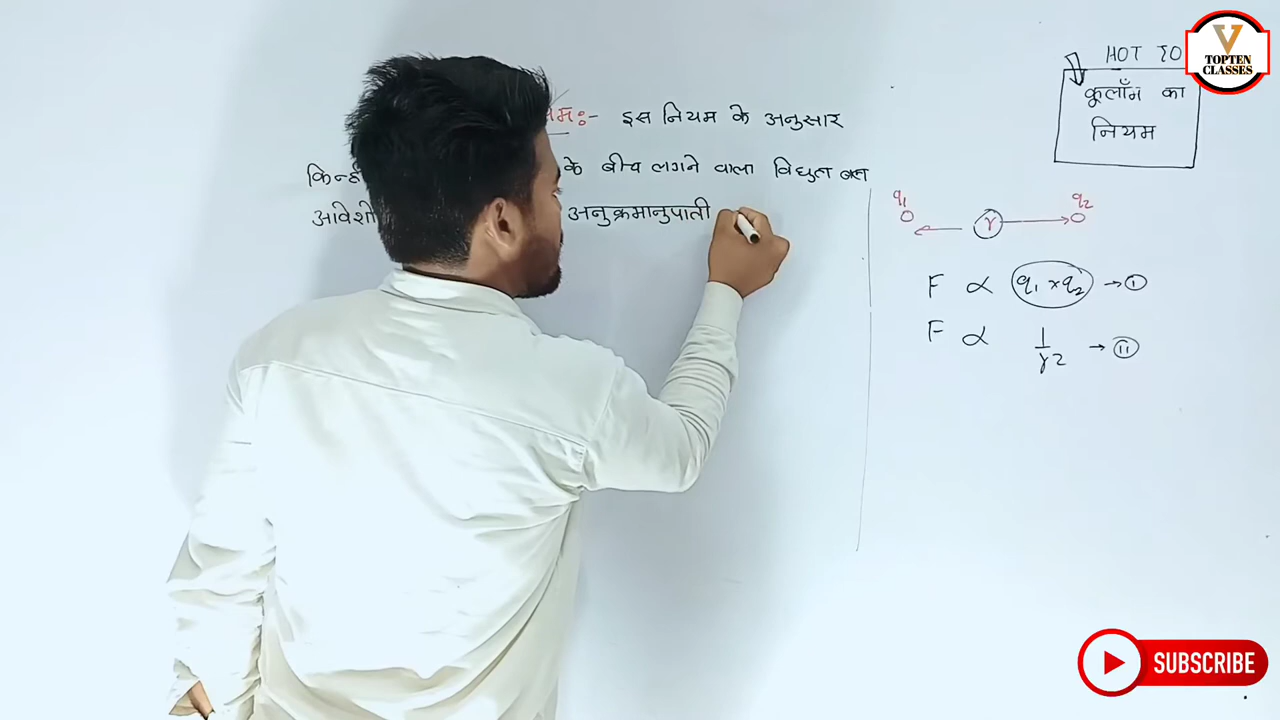 HOT TO
TOPTEN
CLASSES
कूलाँम का
नियम
इस नियम के अनुसार
के बीच लगने वाला विद्युत बल
आवेशो
अनुक्रमानुपाती
q₁ r q₂
F ∝ q₁ × q₂ → I
F ∝ 1/r2 → II
SUBSCRIBE